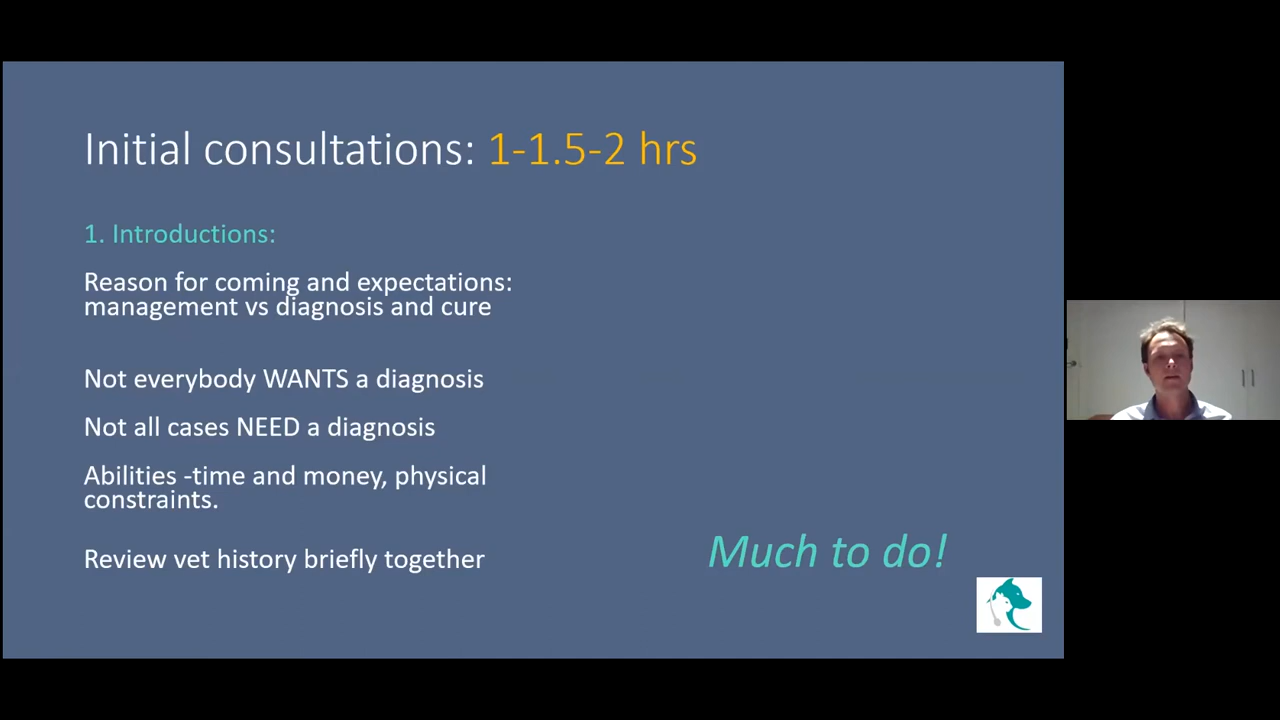 Initial consultations: 1-1.5-2 hrs
1. Introductions:
Reason for coming and expectations:
management vs diagnosis and cure
Not everybody WANTS a diagnosis
Not all cases NEED a diagnosis
Abilities -time and money, physical
constraints.
Review vet history briefly together
Much to do!